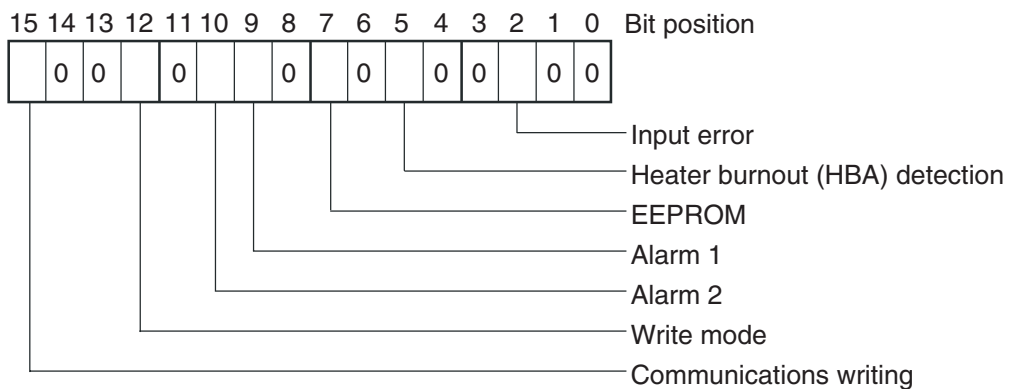 15 14 13 12 11 10 9 8 7 6 5 4 3 2 1 0 Bit position
0 0 0 0 0 0 0 0 0
Input error
Heater burnout (HBA) detection
EEPROM
Alarm 1
Alarm 2
Write mode
Communications writing